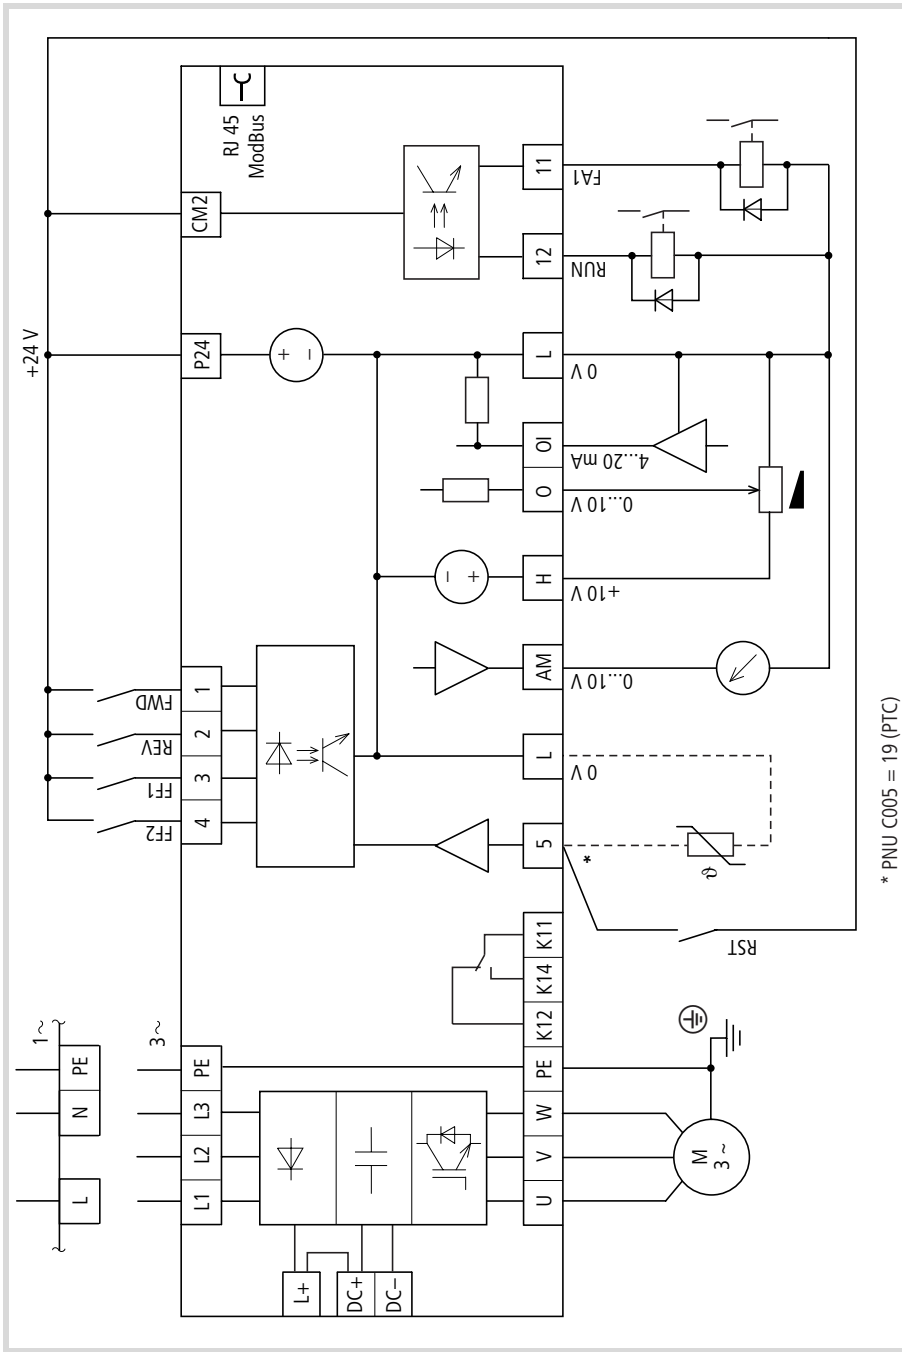 +24 V
RJ 45
ModBus
CM2
P24
+
−
11
FA1
12
RUN
L
0 V
OI
4...20 mA
O
0...10 V
H
+10 V
−
+
AM
0...10 V
L
0 V
5
*
ϑ
RST
1
FWD
2
REV
3
FF1
4
FF2
K11
K14
K12
1 ~
PE
N
L
3 ~
PE
L3
L2
L1
PE
W
V
U
M
3 ~
L+
DC+
DC−
* PNU C005 = 19 (PTC)